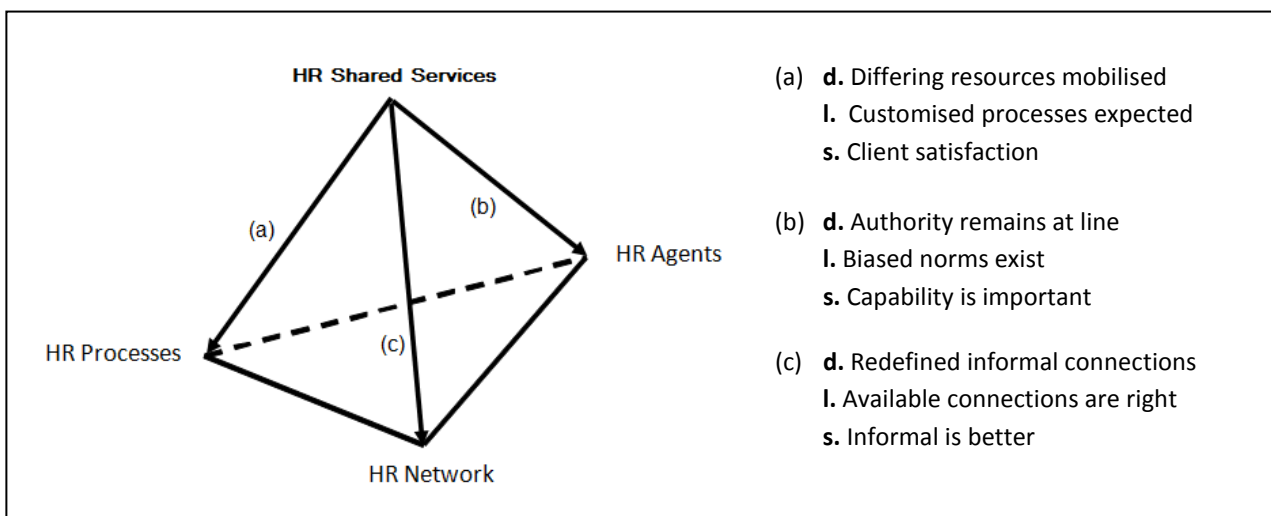 HR Shared Services
(a)
(b)
HR Agents
HR Processes
(c)
HR Network
(a) d. Differing resources mobilised
l. Customised processes expected
s. Client satisfaction
(b) d. Authority remains at line
l. Biased norms exist
s. Capability is important
(c) d. Redefined informal connections
l. Available connections are right
s. Informal is better